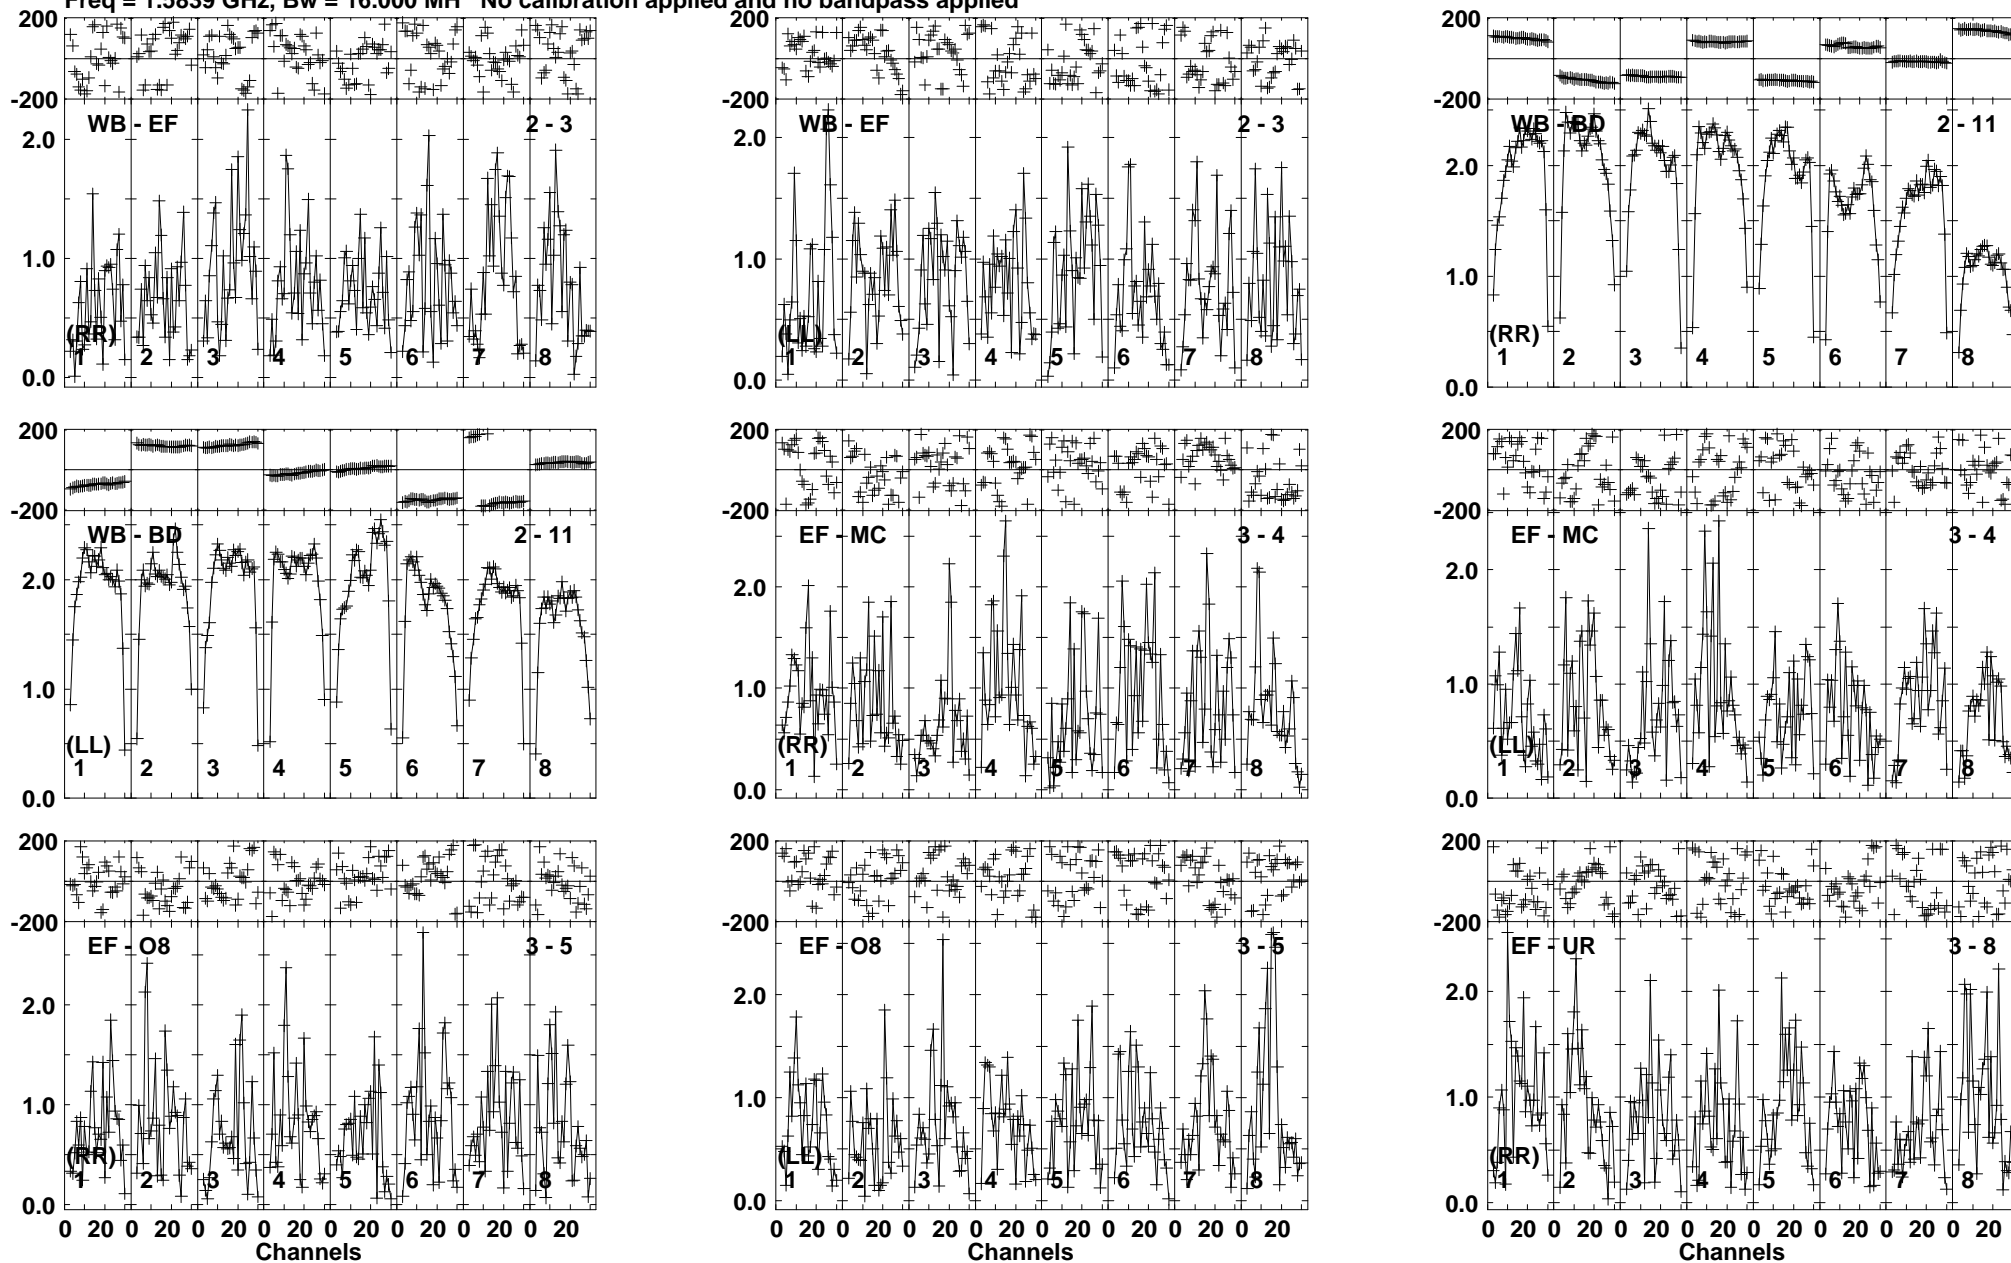 Freq = 1.5839 GHz, Bw = 16.000 MH No calibration applied and no bandpass applied
200 200 200
-200 -200 -200
WB - EF 2 - 3 WB - EF 2 - 3 WB - BD 2 - 11
2.0 2.0 2.0
1.0 1.0 1.0
(RR) (LL) (RR)
1 2 3 4 5 6 7 8 1 2 3 4 5 6 7 8 1 2 3 4 5 6 7 8
0.0 0.0 0.0
200 200 200
-200 -200 -200
WB - BD 2 - 11 EF - MC 3 - 4 EF - MC 3 - 4
2.0 2.0 2.0
1.0 1.0 1.0
(LL) (RR) (LL)
1 2 3 4 5 6 7 8 1 2 3 4 5 6 7 8 1 2 3 4 5 6 7 8
0.0 0.0 0.0
200 200 200
-200 -200 -200
EF - O8 3 - 5 EF - O8 3 - 5 EF - UR 3 - 8
2.0 2.0 2.0
1.0 1.0 1.0
(RR) (LL) (RR)
1 2 3 4 5 6 7 8 1 2 3 4 5 6 7 8 1 2 3 4 5 6 7 8
0.0 0.0 0.0
0 20 0 20 0 20 0 20 0 20 0 20 0 20 0 20 0 20 0 20 0 20 0 20 0 20 0 20 0 20 0 20 0 20 0 20 0 20 0 20 0 20 0 20 0 20 0 20
Channels Channels Channels